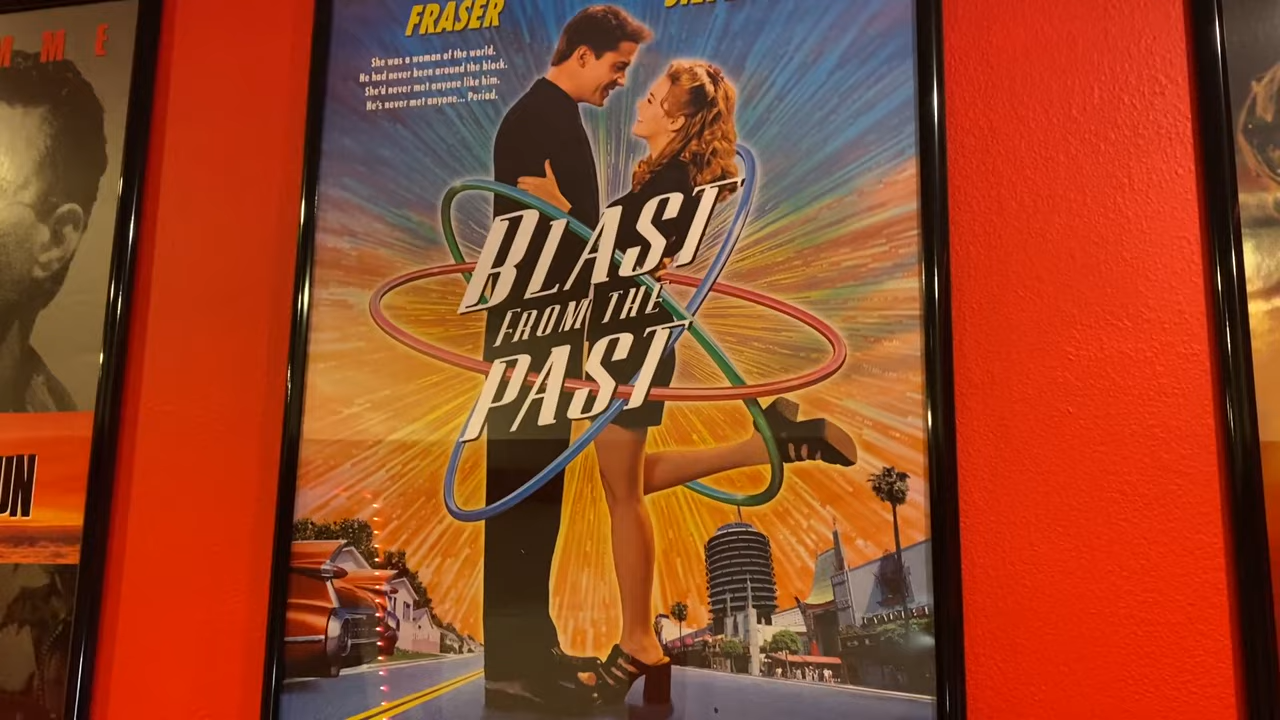 FRASER
She was a woman of the world.
He had never been around the block.
She'd never met anyone like him.
He's never met anyone... Period.
BLAST
FROM THE
PAST